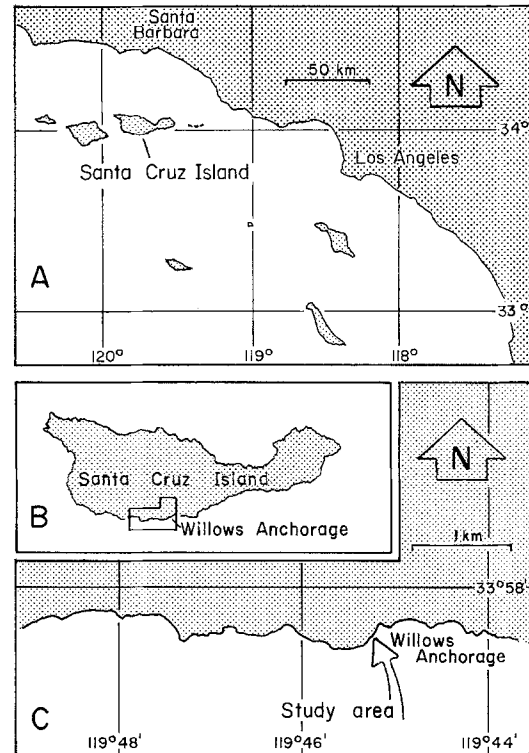 Santa
Barbara
50 km
N
34°
Los Angeles
Santa Cruz Island
A
33°
120° 119° 118°
Santa Cruz Island
B
Willows Anchorage
N
1 km
33°58'
Willows
Anchorage
Study area
C
119°48' 119°46' 119°44'